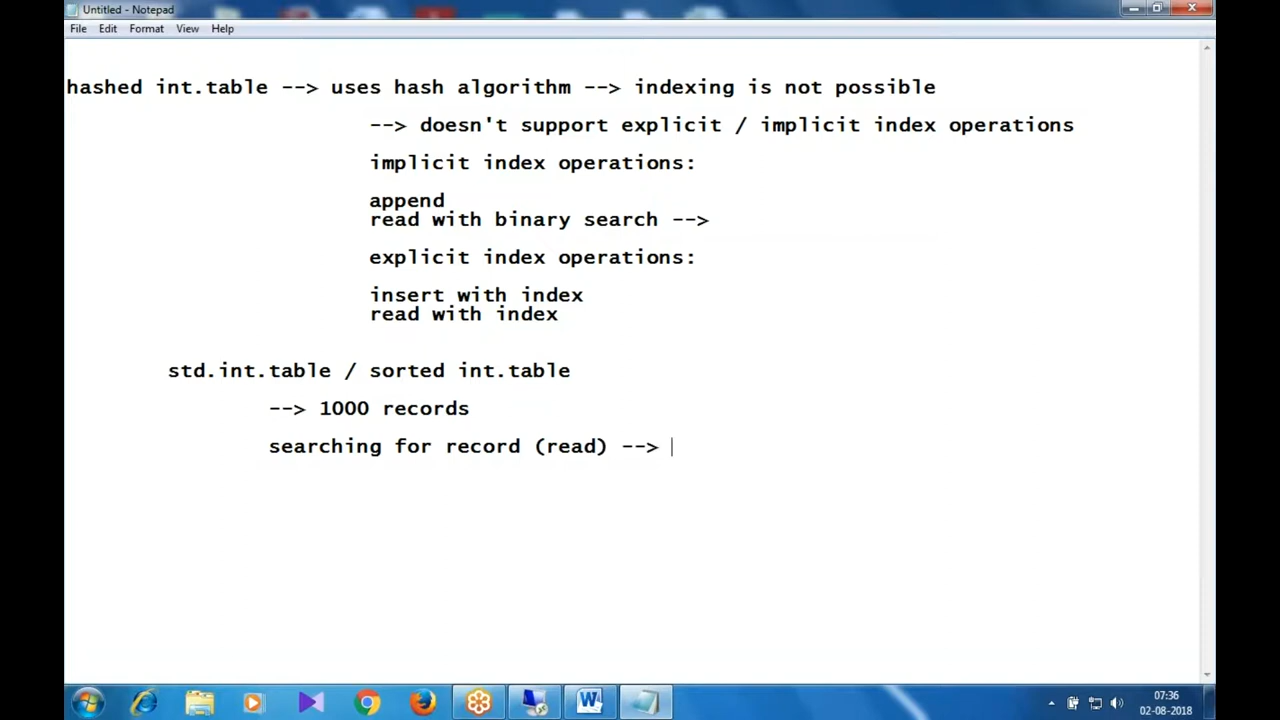 Untitled - Notepad
File Edit Format View Help
hashed int.table --> uses hash algorithm --> indexing is not possible
--> doesn't support explicit / implicit index operations
implicit index operations:
append
read with binary search -->
explicit index operations:
insert with index
read with index
std.int.table / sorted int.table
--> 1000 records
searching for record (read) -->
07:36
02-08-2018